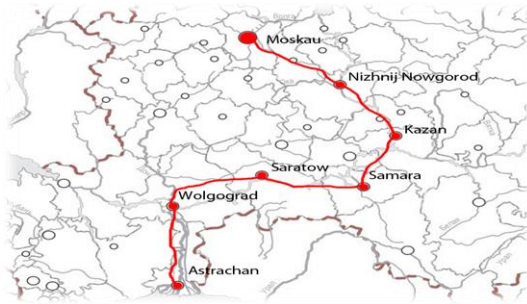 Moskau
Nizhnij Nowgorod
Kazan
Saratow
Samara
Wolgograd
Astrachan